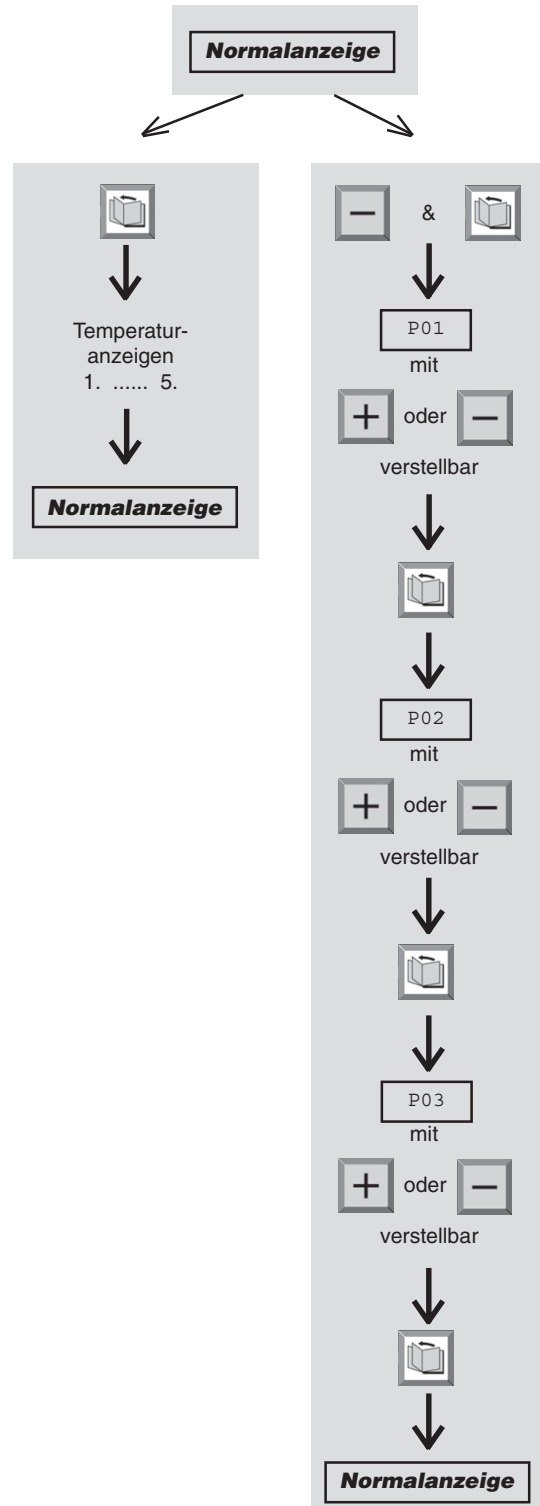 Normalanzeige
Temperatur-
anzeigen
1. ...... 5.
Normalanzeige
− &
P01
mit
+ oder −
verstellbar
P02
mit
+ oder −
verstellbar
P03
mit
+ oder −
verstellbar
Normalanzeige